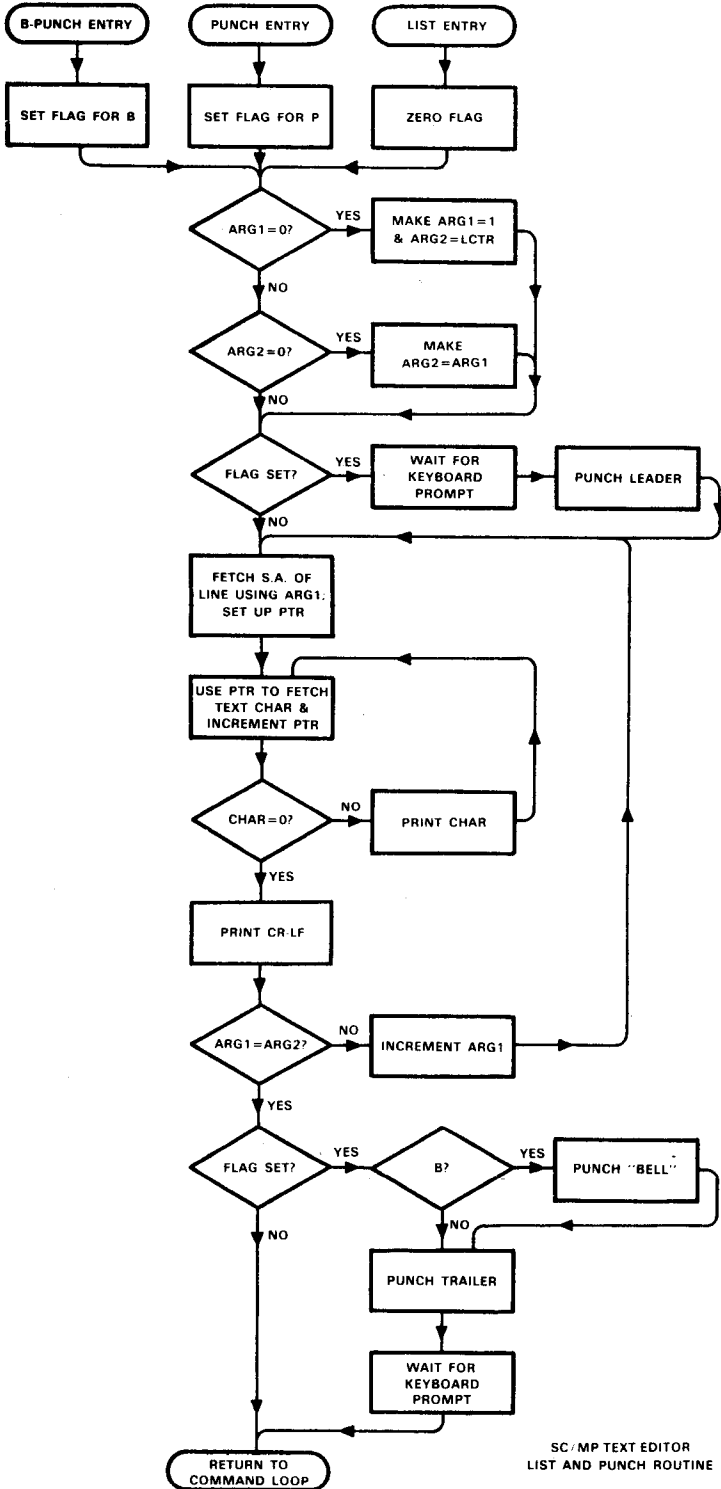 B-PUNCH ENTRY
PUNCH ENTRY
LIST ENTRY
SET FLAG FOR B
SET FLAG FOR P
ZERO FLAG
ARG1=0?
YES
MAKE ARG1=1
& ARG2=LCTR
NO
ARG2=0?
YES
MAKE
ARG2=ARG1
NO
FLAG SET?
YES
WAIT FOR
KEYBOARD
PROMPT
PUNCH LEADER
NO
FETCH S.A. OF
LINE USING ARG1;
SET UP PTR
USE PTR TO FETCH
TEXT CHAR &
INCREMENT PTR
CHAR=0?
NO
PRINT CHAR
YES
PRINT CR-LF
ARG1=ARG2?
NO
INCREMENT ARG1
YES
FLAG SET?
YES
B?
YES
PUNCH "BELL"
NO
NO
PUNCH TRAILER
WAIT FOR
KEYBOARD
PROMPT
RETURN TO
COMMAND LOOP
SC/MP TEXT EDITOR
LIST AND PUNCH ROUTINE